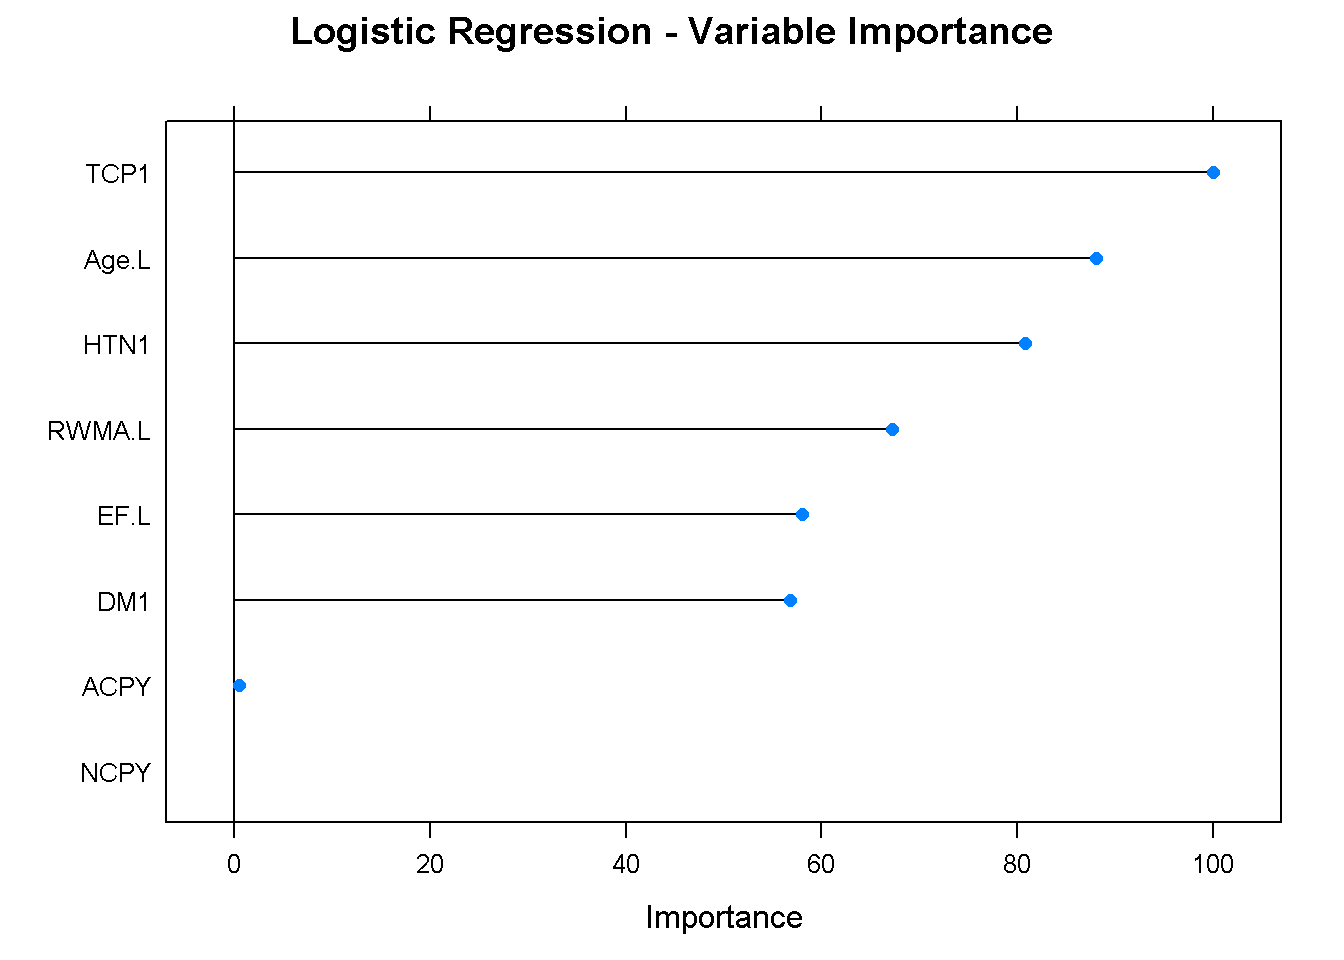 Logistic Regression - Variable Importance
TCP1
Age.L
HTN1
RWMA.L
EF.L
DM1
ACPY
NCPY
0 20 40 60 80 100
Importance